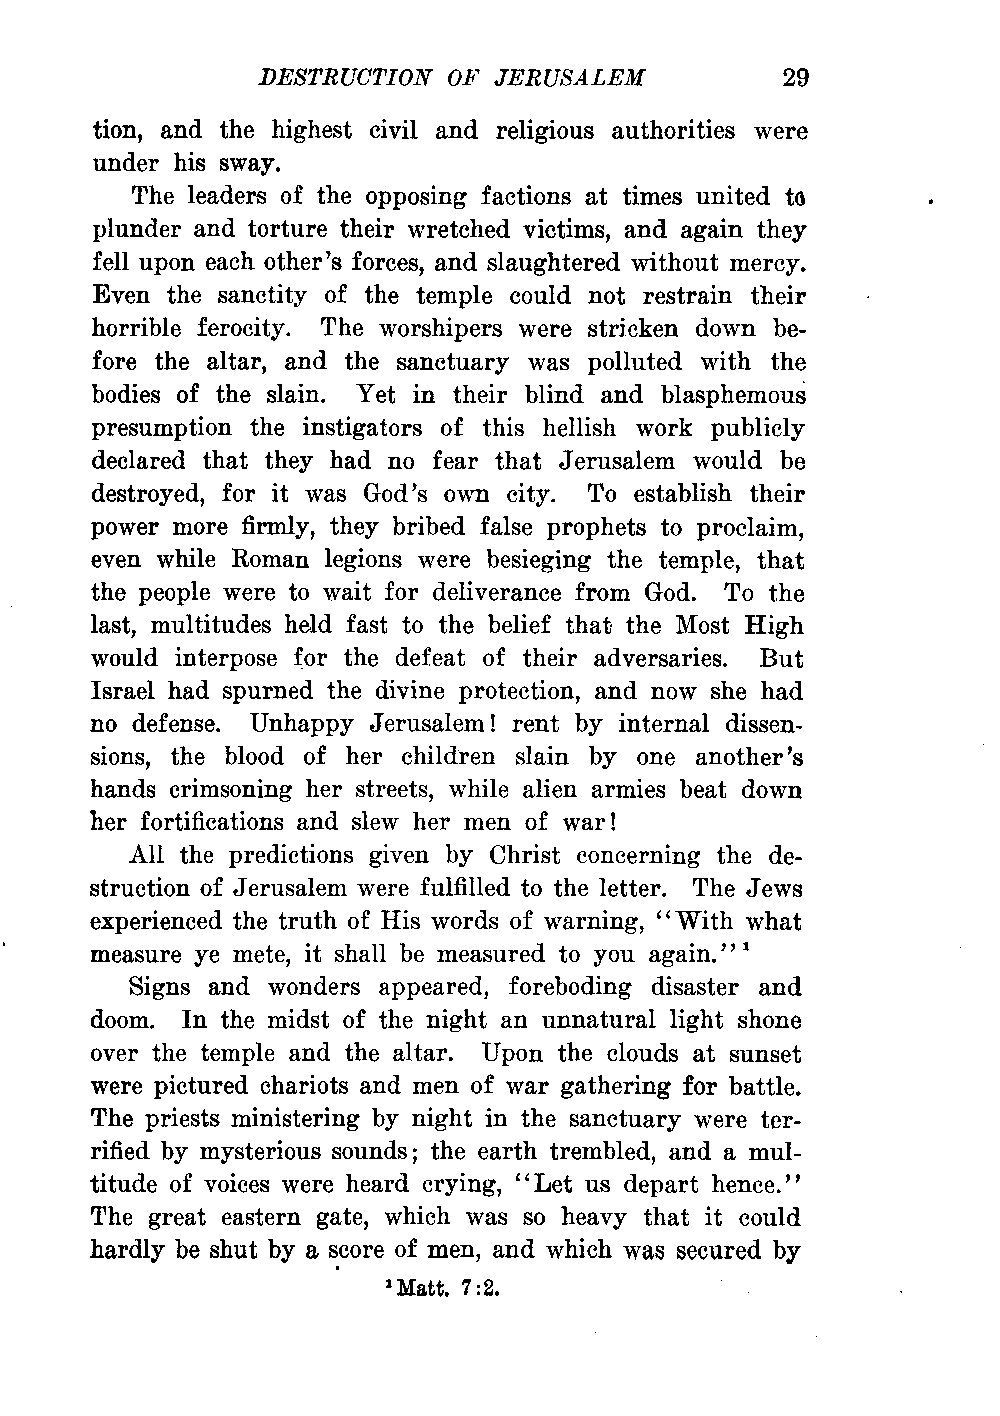 DESTRUCTION OF JERUSALEM 29
tion, and the highest civil and religious authorities were
under his sway.
The leaders of the opposing factions at times united to
plunder and torture their wretched victims, and again they
fell upon each other's forces, and slaughtered without mercy.
Even the sanctity of the temple could not restrain their
horrible ferocity. The worshipers were stricken down be-
fore the altar, and the sanctuary was polluted with the
bodies of the slain. Yet in their blind and blasphemous
presumption the instigators of this hellish work publicly
declared that they had no fear that Jerusalem would be
destroyed, for it was God's own city. To establish their
power more firmly, they bribed false prophets to proclaim,
even while Roman legions were besieging the temple, that
the people were to wait for deliverance from God. To the
last, multitudes held fast to the belief that the Most High
would interpose for the defeat of their adversaries. But
Israel had spurned the divine protection, and now she had
no defense. Unhappy Jerusalem! rent by internal dissen-
sions, the blood of her children slain by one another's
hands crimsoning her streets, while alien armies beat down
her fortifications and slew her men of war!
All the predictions given by Christ concerning the de-
struction of Jerusalem were fulfilled to the letter. The Jews
experienced the truth of His words of warning, "With what
measure ye mete, it shall be measured to you again."¹
Signs and wonders appeared, foreboding disaster and
doom. In the midst of the night an unnatural light shone
over the temple and the altar. Upon the clouds at sunset
were pictured chariots and men of war gathering for battle.
The priests ministering by night in the sanctuary were ter-
rified by mysterious sounds; the earth trembled, and a mul-
titude of voices were heard crying, "Let us depart hence."
The great eastern gate, which was so heavy that it could
hardly be shut by a score of men, and which was secured by
¹Matt. 7:2.